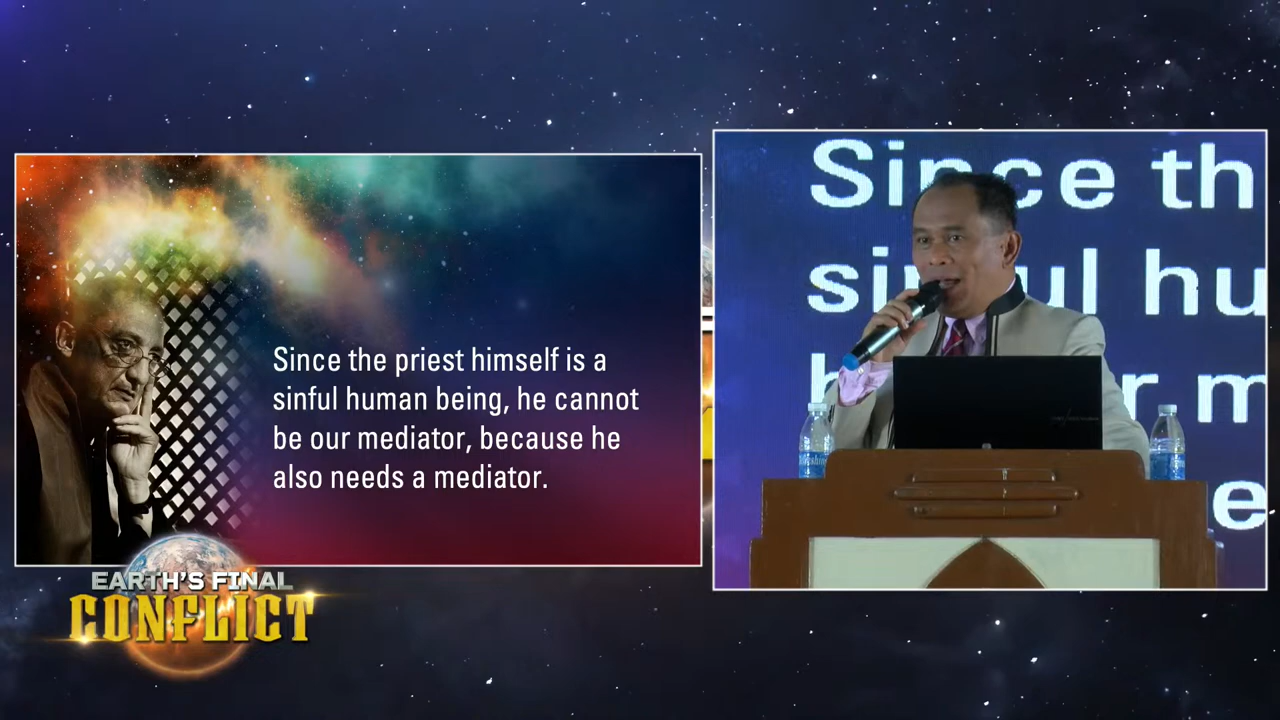 Since the priest himself is a
sinful human being, he cannot
be our mediator, because he
also needs a mediator.
EARTH'S FINAL
CONFLICT
Since th
sinful hu
r m
e